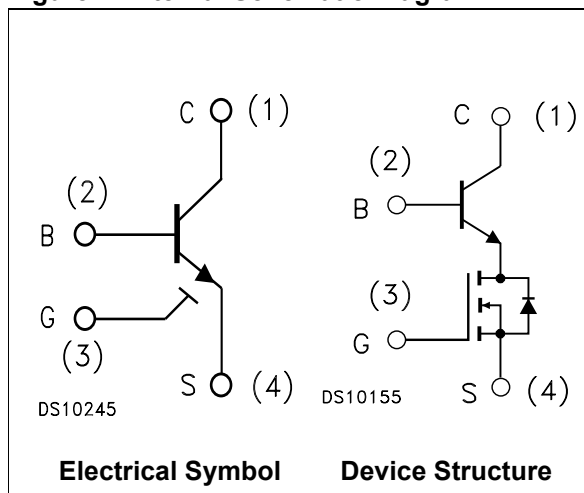 C (1)
(2)
B
G
(3)
S (4)
DS10245
Electrical Symbol
C (1)
(2)
B
(3)
G
S (4)
DS10155
Device Structure